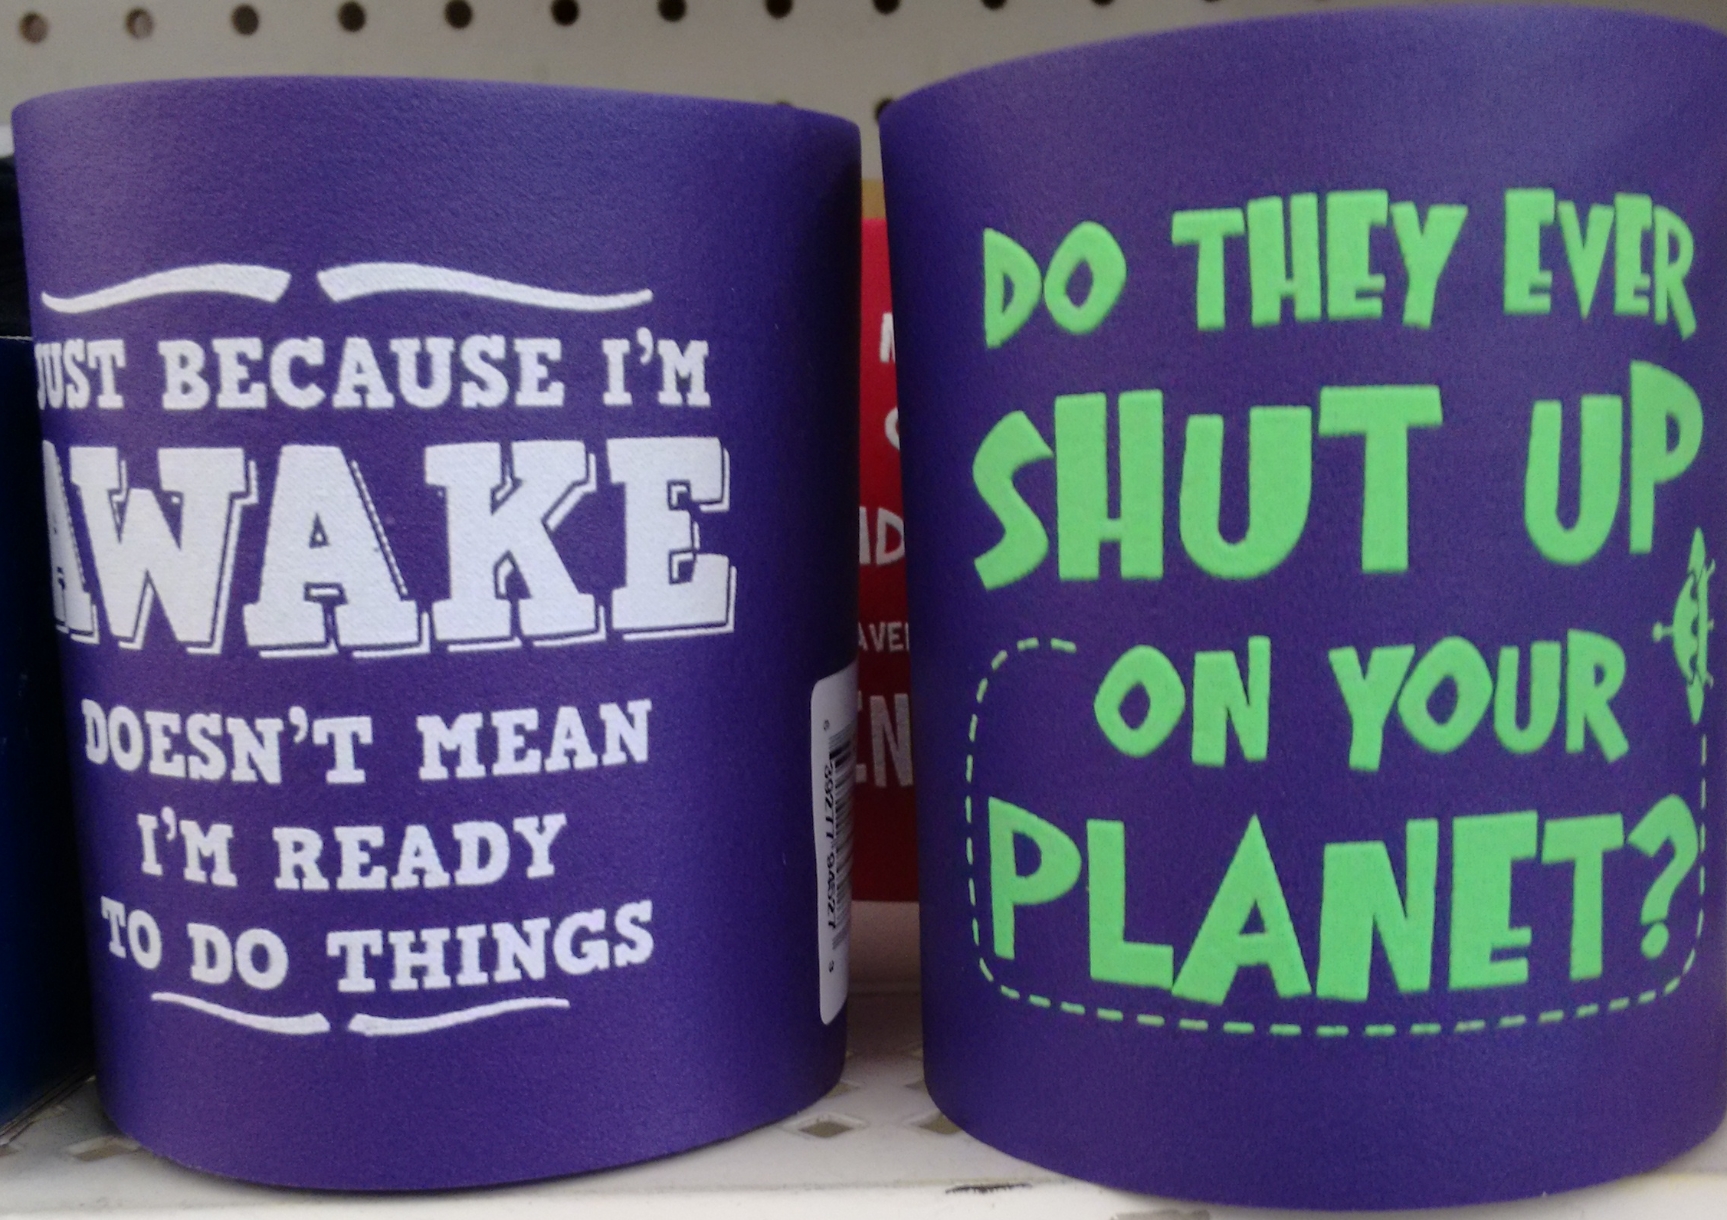 JUST BECAUSE I'M
AWAKE
DOESN'T MEAN
I'M READY
TO DO THINGS
DO THEY EVER
SHUT UP
ON YOUR
PLANET?